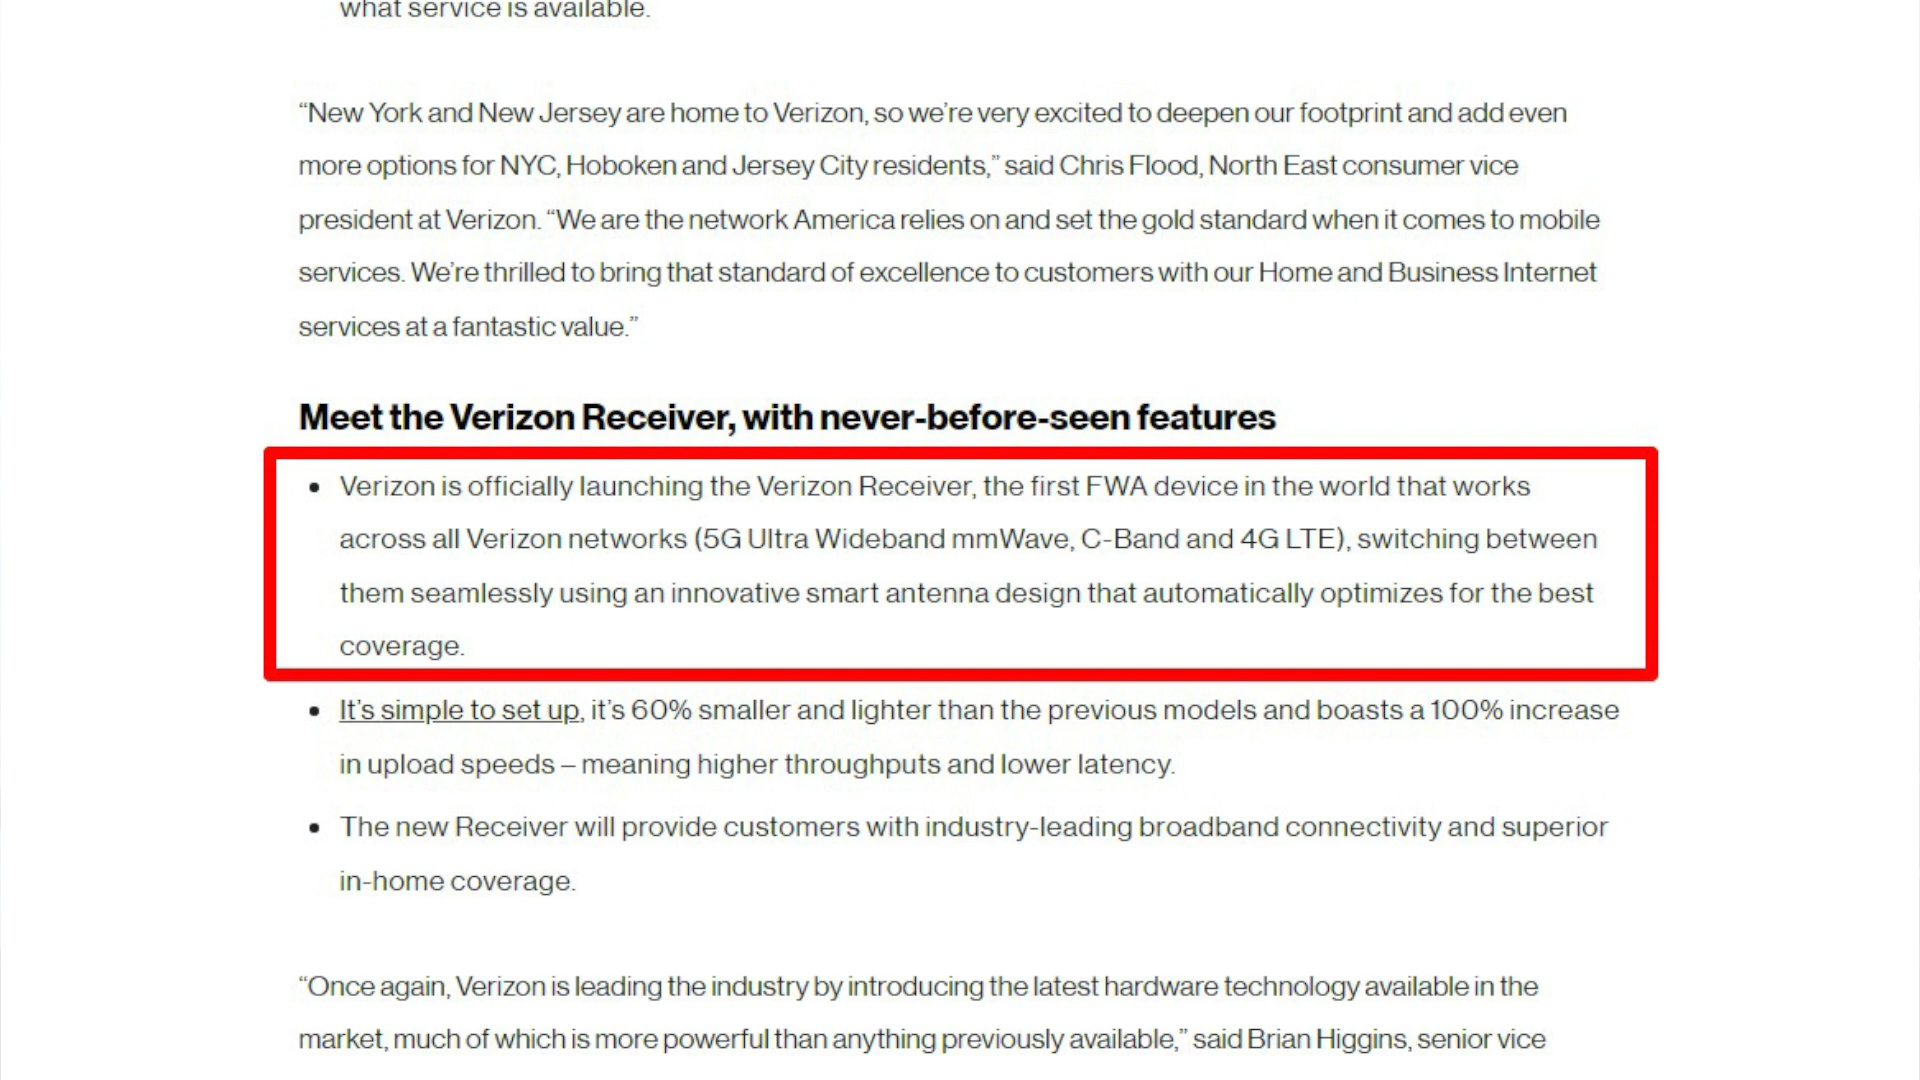 what service is available.
“New York and New Jersey are home to Verizon, so we’re very excited to deepen our footprint and add even
more options for NYC, Hoboken and Jersey City residents,” said Chris Flood, North East consumer vice
president at Verizon. “We are the network America relies on and set the gold standard when it comes to mobile
services. We’re thrilled to bring that standard of excellence to customers with our Home and Business Internet
services at a fantastic value.”
Meet the Verizon Receiver, with never-before-seen features
• Verizon is officially launching the Verizon Receiver, the first FWA device in the world that works
across all Verizon networks (5G Ultra Wideband mmWave, C-Band and 4G LTE), switching between
them seamlessly using an innovative smart antenna design that automatically optimizes for the best
coverage.
• It’s simple to set up, it’s 60% smaller and lighter than the previous models and boasts a 100% increase
in upload speeds – meaning higher throughputs and lower latency.
• The new Receiver will provide customers with industry-leading broadband connectivity and superior
in-home coverage.
“Once again, Verizon is leading the industry by introducing the latest hardware technology available in the
market, much of which is more powerful than anything previously available,” said Brian Higgins, senior vice